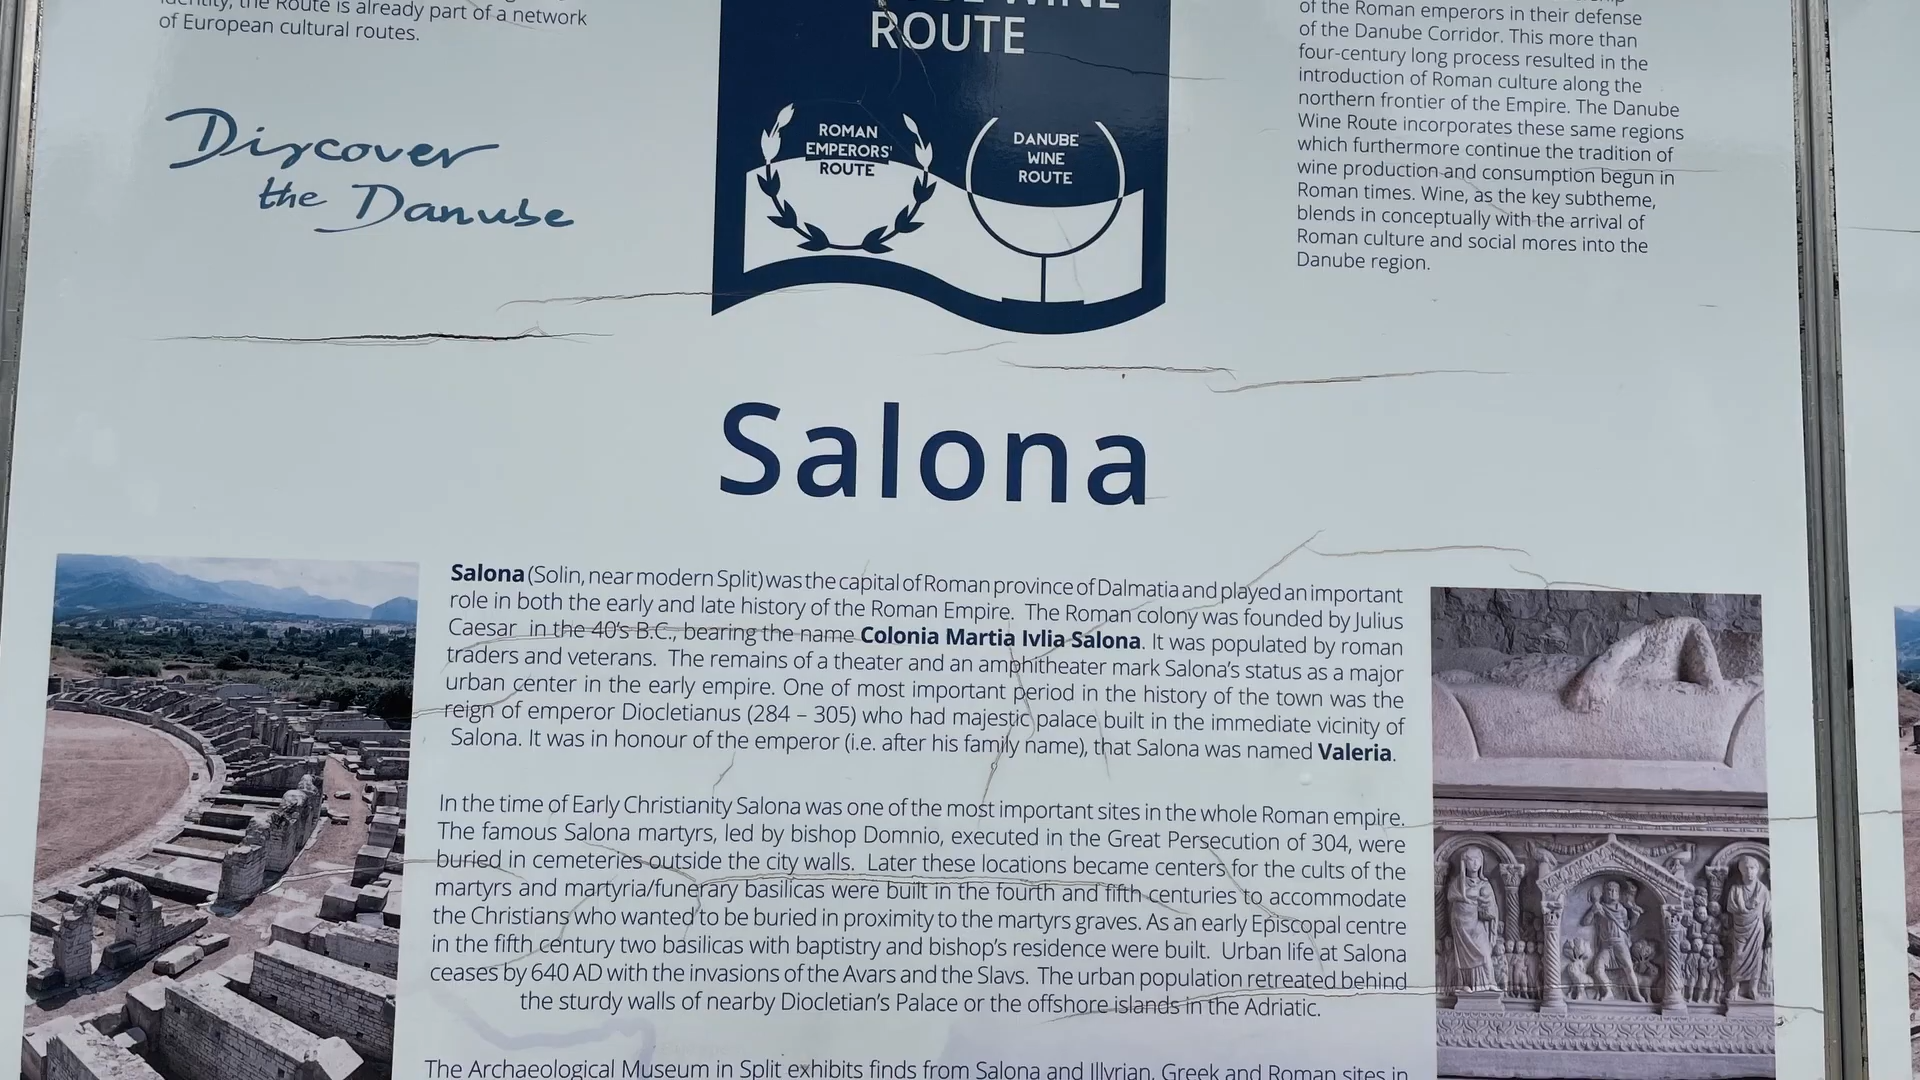 identity, the Route is already part of a network
of European cultural routes.
Discover
the Danube
WINE
ROUTE
ROMAN
EMPERORS'
ROUTE
DANUBE
WINE
ROUTE
of the Roman emperors in their defense
of the Danube Corridor. This more than
four-century long process resulted in the
introduction of Roman culture along the
northern frontier of the Empire. The Danube
Wine Route incorporates these same regions
which furthermore continue the tradition of
wine production and consumption begun in
Roman times. Wine, as the key subtheme,
blends in conceptually with the arrival of
Roman culture and social mores into the
Danube region.
Salona
Salona (Solin, near modern Split) was the capital of Roman province of Dalmatia and played an important
role in both the early and late history of the Roman Empire. The Roman colony was founded by Julius
Caesar in the 40's B.C., bearing the name Colonia Martia Ivlia Salona. It was populated by roman
traders and veterans. The remains of a theater and an amphitheater mark Salona's status as a major
urban center in the early empire. One of most important period in the history of the town was the
reign of emperor Diocletianus (284 – 305) who had majestic palace built in the immediate vicinity of
Salona. It was in honour of the emperor (i.e. after his family name), that Salona was named Valeria.
In the time of Early Christianity Salona was one of the most important sites in the whole Roman empire.
The famous Salona martyrs, led by bishop Domnio, executed in the Great Persecution of 304, were
buried in cemeteries outside the city walls. Later these locations became centers for the cults of the
martyrs and martyria/funerary basilicas were built in the fourth and fifth centuries to accommodate
the Christians who wanted to be buried in proximity to the martyrs graves. As an early Episcopal centre
in the fifth century two basilicas with baptistry and bishop's residence were built. Urban life at Salona
ceases by 640 AD with the invasions of the Avars and the Slavs. The urban population retreated behind
the sturdy walls of nearby Diocletian's Palace or the offshore islands in the Adriatic.
The Archaeological Museum in Split exhibits finds from Salona and Illyrian, Greek and Roman sites in